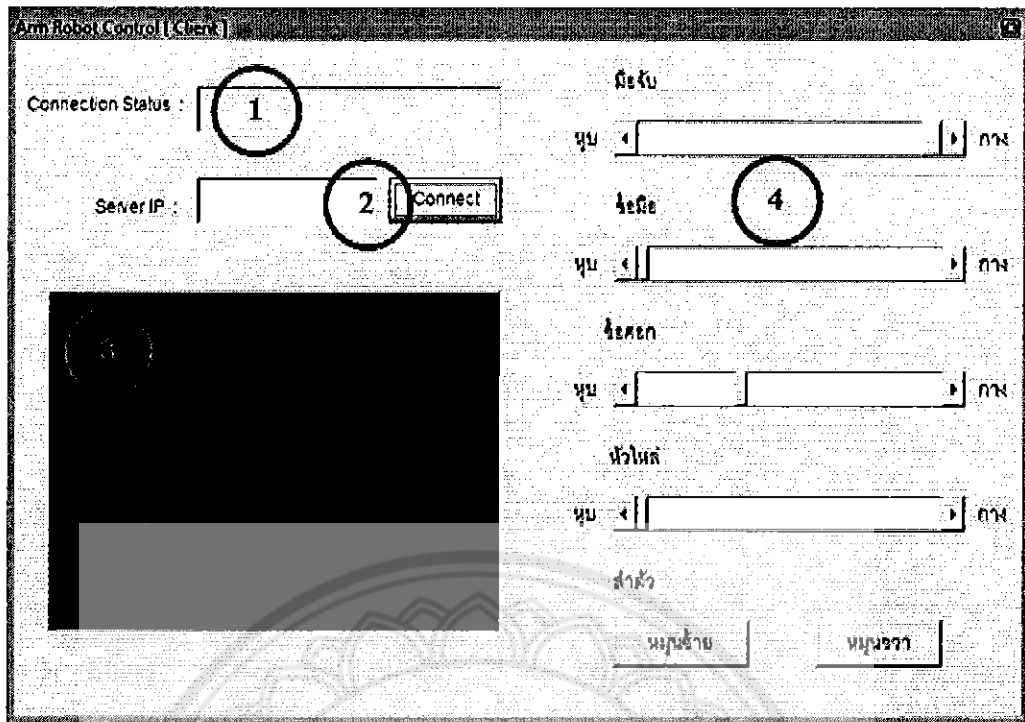 Arm Robot Control [ Client ]
Connection Status :
1
Server IP :
2
Connect
3
มือจับ
หุบ
กาง
4
ข้อมือ
หุบ
กาง
ข้อศอก
หุบ
กาง
หัวไหล่
หุบ
กาง
ลำตัว
หมุนซ้าย
หมุนขวา